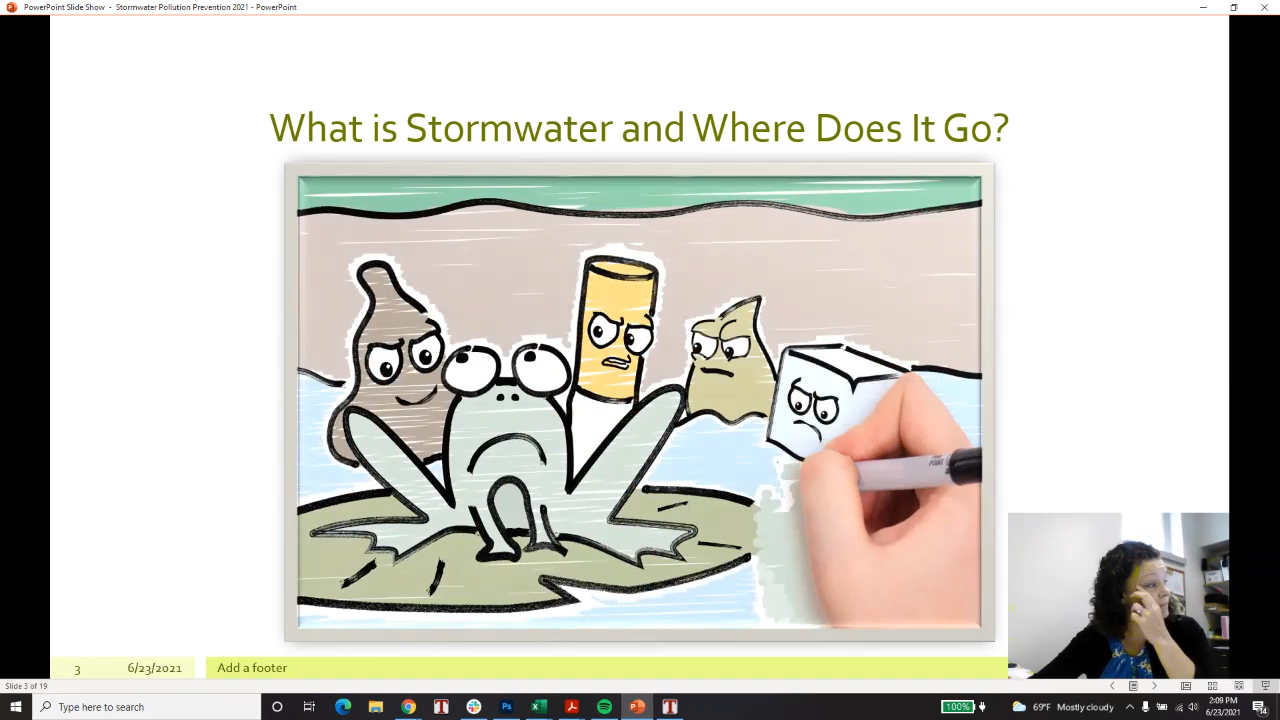 PowerPoint Slide Show - Stormwater Pollution Prevention 2021 - PowerPoint
What is Stormwater and Where Does It Go?
3
6/23/2021
Add a footer
Slide 3 of 19
Type here to search
100%
69°F Mostly cloudy
2:09 PM
6/23/2021